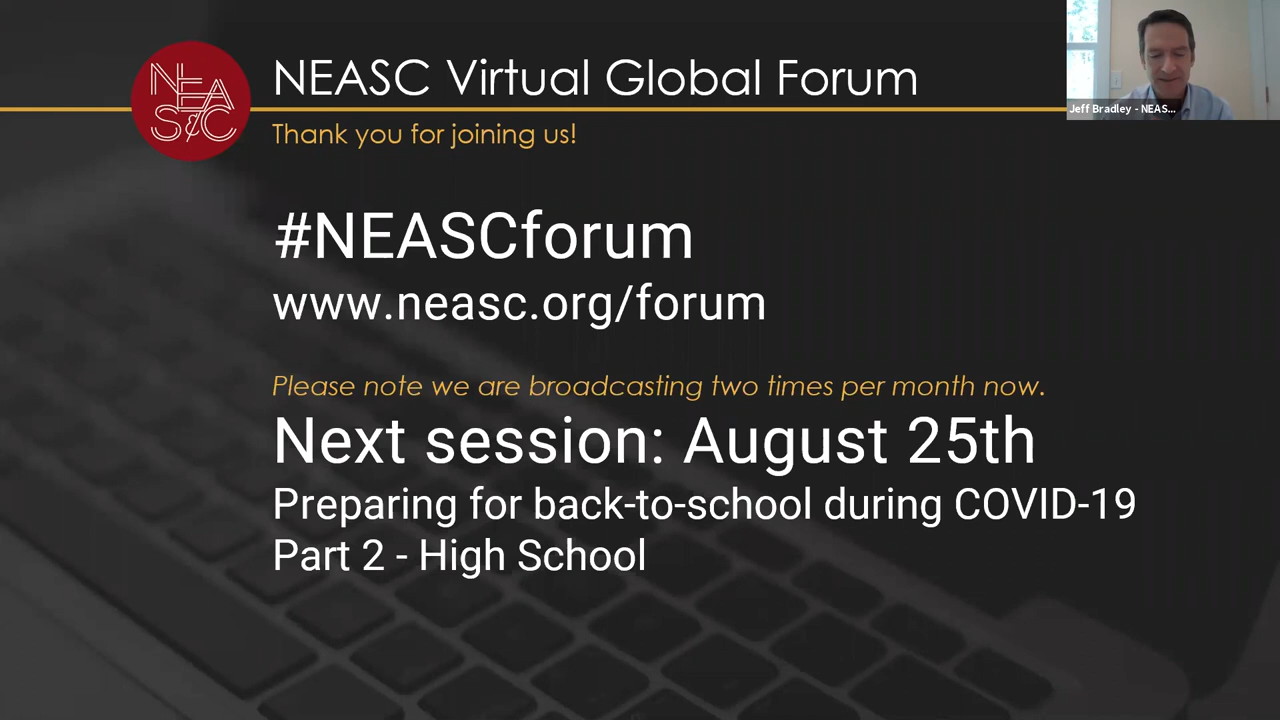 NEASC Virtual Global Forum
Jeff Bradley - NEAS...
NEA
S&C
Thank you for joining us!
#NEASCforum
www.neasc.org/forum
Please note we are broadcasting two times per month now.
Next session: August 25th
Preparing for back-to-school during COVID-19
Part 2 - High School